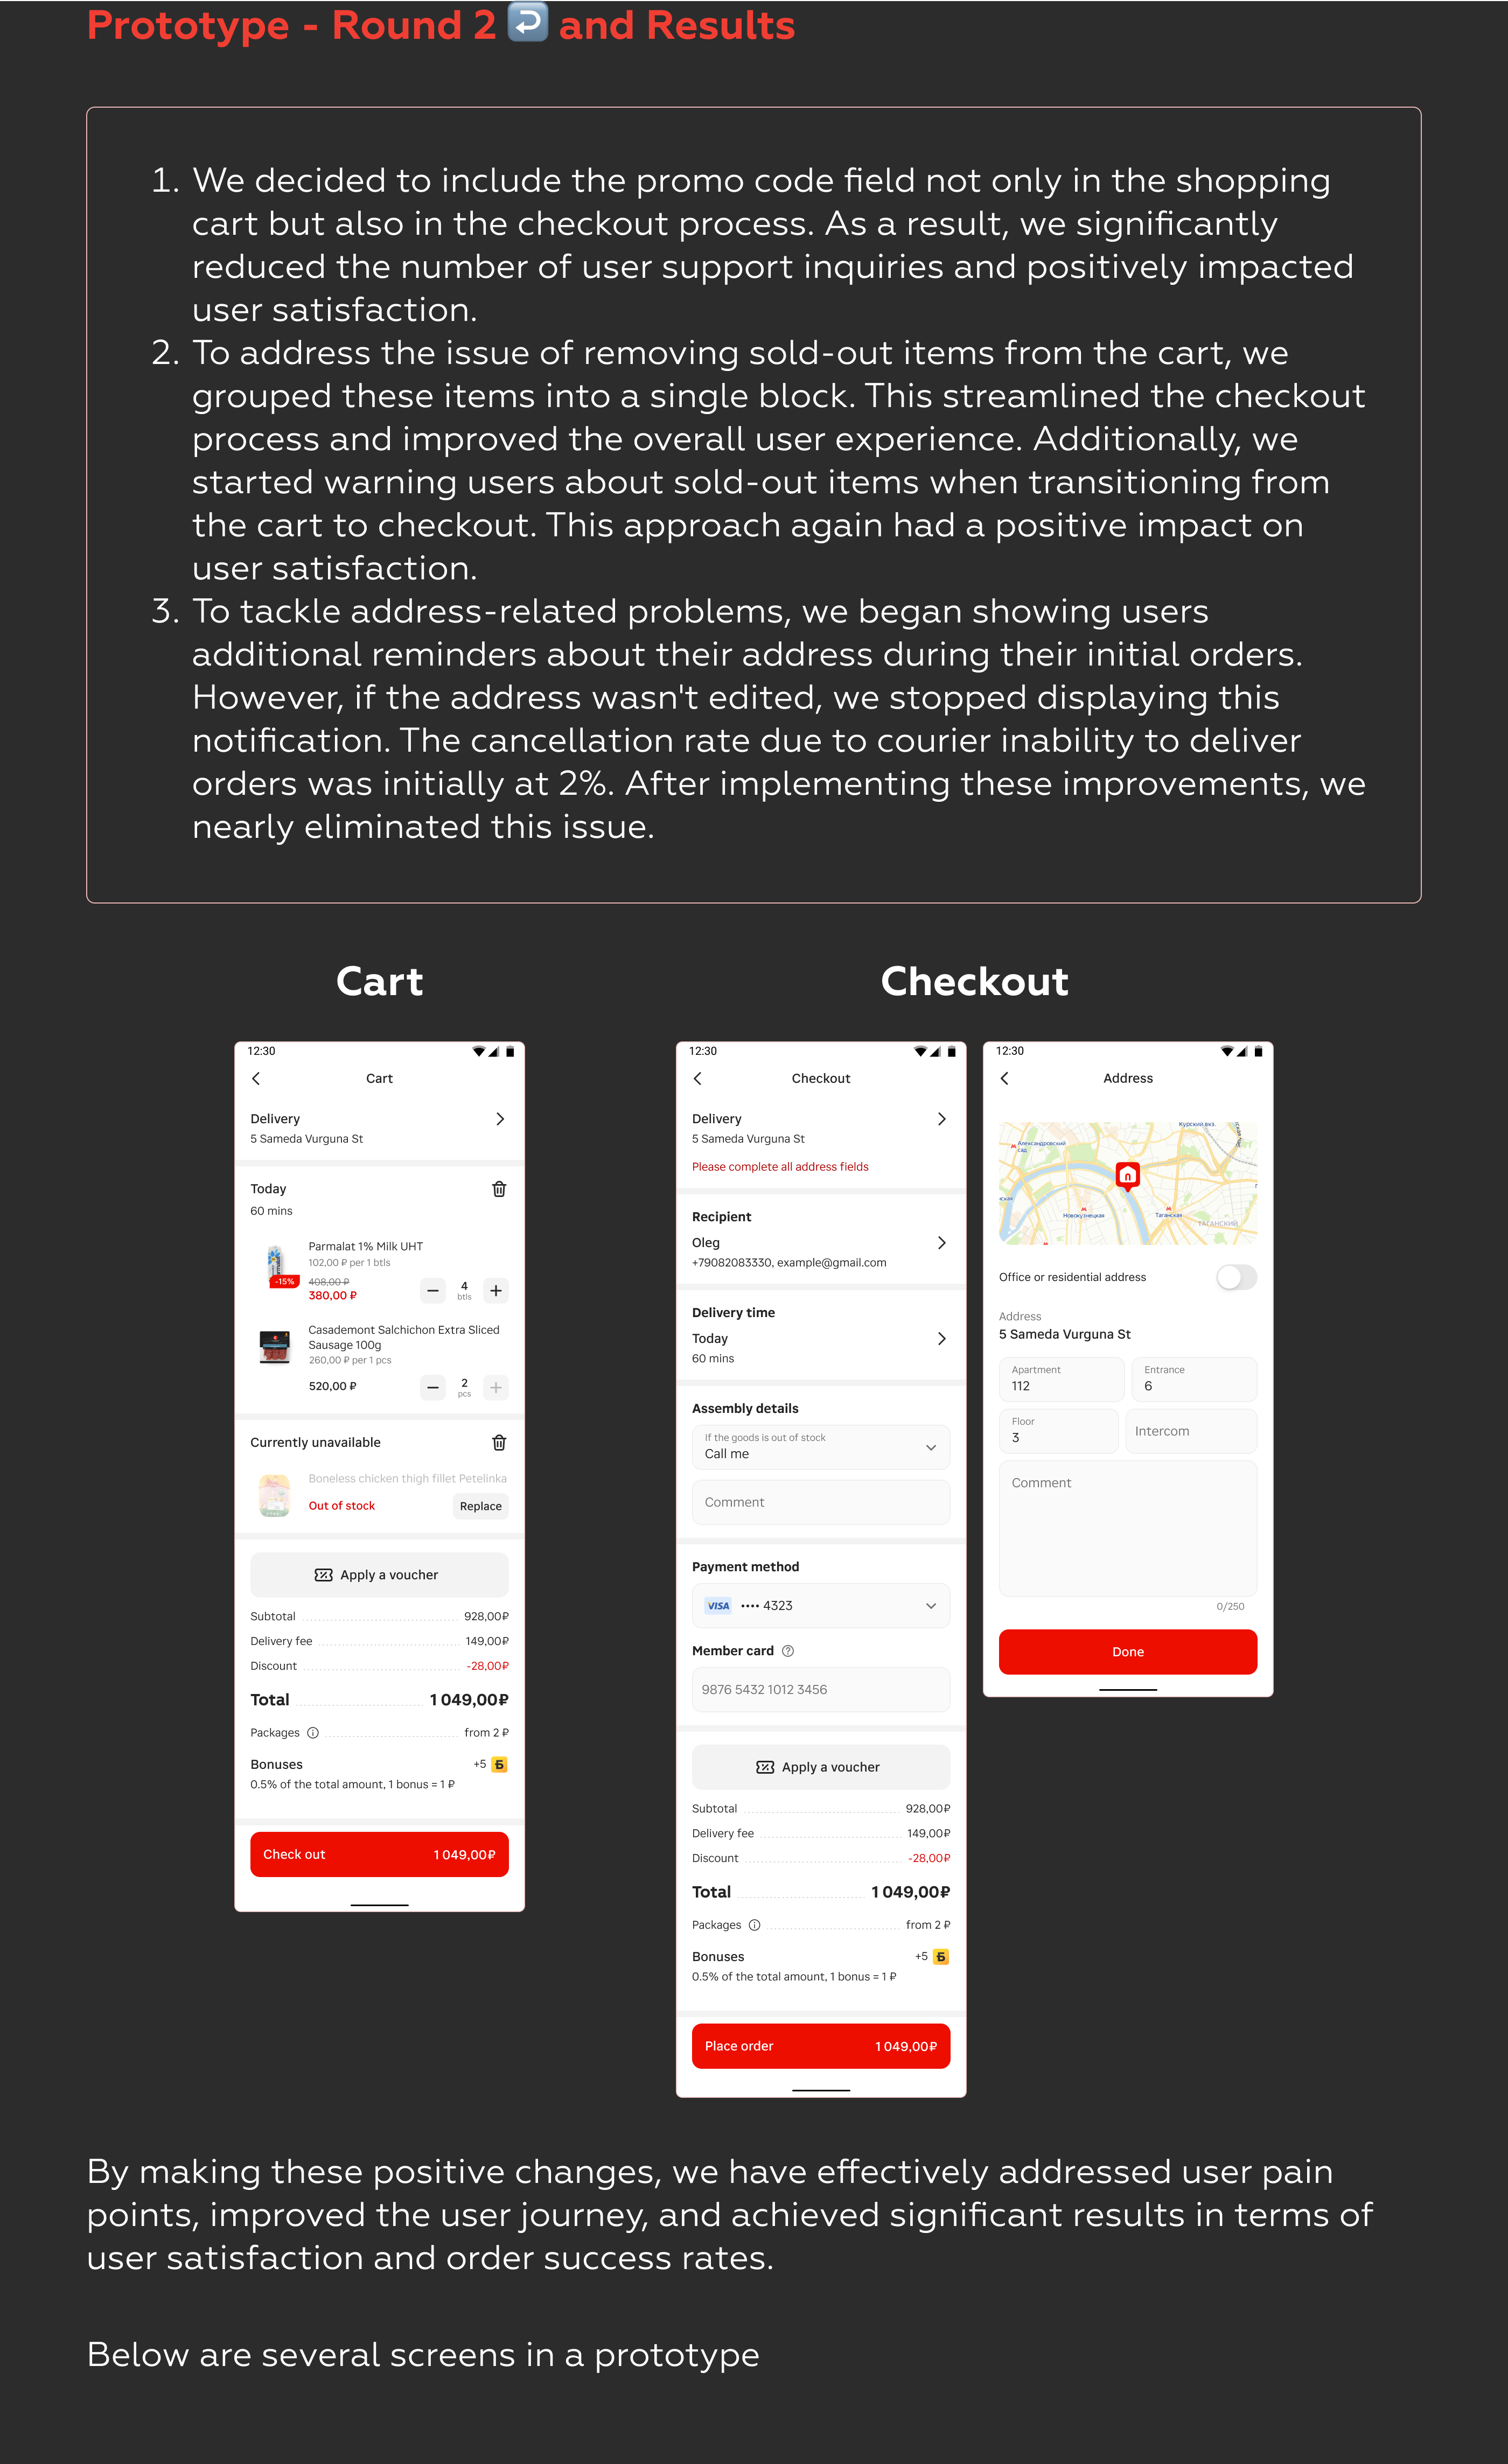 Prototype - Round 2 ↩️ and Results
1. We decided to include the promo code field not only in the shopping
cart but also in the checkout process. As a result, we significantly
reduced the number of user support inquiries and positively impacted
user satisfaction.
2. To address the issue of removing sold-out items from the cart, we
grouped these items into a single block. This streamlined the checkout
process and improved the overall user experience. Additionally, we
started warning users about sold-out items when transitioning from
the cart to checkout. This approach again had a positive impact on
user satisfaction.
3. To tackle address-related problems, we began showing users
additional reminders about their address during their initial orders.
However, if the address wasn't edited, we stopped displaying this
notification. The cancellation rate due to courier inability to deliver
orders was initially at 2%. After implementing these improvements, we
nearly eliminated this issue.
Cart
12:30
Cart
Delivery
5 Sameda Vurguna St
Today
60 mins
Parmalat 1% Milk UHT
102,00 ₽ per 1 btls
-15%
408,00 ₽
380,00 ₽
4
btls
Casademont Salchichon Extra Sliced
Sausage 100g
260,00 ₽ per 1 pcs
520,00 ₽
2
pcs
Currently unavailable
Boneless chicken thigh fillet Petelinka
Out of stock
Replace
Apply a voucher
Subtotal 928,00₽
Delivery fee 149,00₽
Discount -28,00₽
Total 1 049,00₽
Packages from 2 ₽
Bonuses +5 Б
0.5% of the total amount, 1 bonus = 1 ₽
Check out 1 049,00₽
Checkout
12:30
Checkout
Delivery
5 Sameda Vurguna St
Please complete all address fields
Recipient
Oleg
+79082083330, example@gmail.com
Delivery time
Today
60 mins
Assembly details
If the goods is out of stock
Call me
Comment
Payment method
VISA •••• 4323
Member card
9876 5432 1012 3456
Apply a voucher
Subtotal 928,00₽
Delivery fee 149,00₽
Discount -28,00₽
Total 1 049,00₽
Packages from 2 ₽
Bonuses +5 Б
0.5% of the total amount, 1 bonus = 1 ₽
Place order 1 049,00₽
12:30
Address
Курский вкз.
Александровский
сад
Новокузнецкая
Таганская
ТАГАНСКИЙ
Office or residential address
Address
5 Sameda Vurguna St
Apartment
112
Entrance
6
Floor
3
Intercom
Comment
0/250
Done
By making these positive changes, we have effectively addressed user pain
points, improved the user journey, and achieved significant results in terms of
user satisfaction and order success rates.
Below are several screens in a prototype